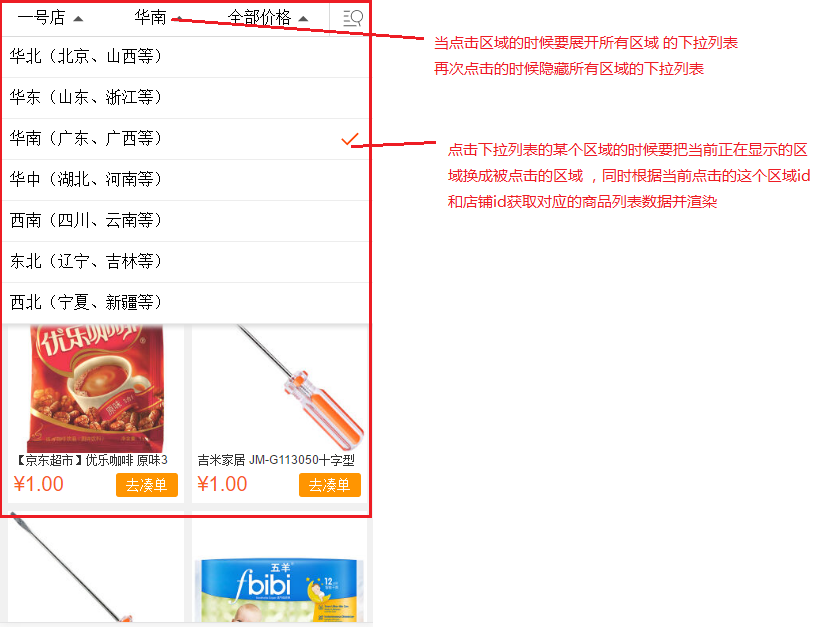 一号店 华南 全部价格
当点击区域的时候要展开所有区域 的下拉列表
再次点击的时候隐藏所有区域的下拉列表
华北（北京、山西等）
华东（山东、浙江等）
华南（广东、广西等）
点击下拉列表的某个区域的时候要把当前正在显示的区
域换成被点击的区域 ，同时根据当前点击的这个区域id
和店铺id获取对应的商品列表数据并渲染
华中（湖北、河南等）
西南（四川、云南等）
东北（辽宁、吉林等）
西北（宁夏、新疆等）
优乐咖啡
原味
【京东超市】优乐咖啡 原味3
¥1.00 去凑单
吉米家居 JM-G113050十字型
¥1.00 去凑单
五羊
fbibi
12